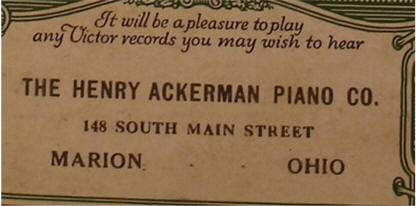 It will be a pleasure to play
any Victor records you may wish to hear
THE HENRY ACKERMAN PIANO CO.
148 SOUTH MAIN STREET
MARION OHIO